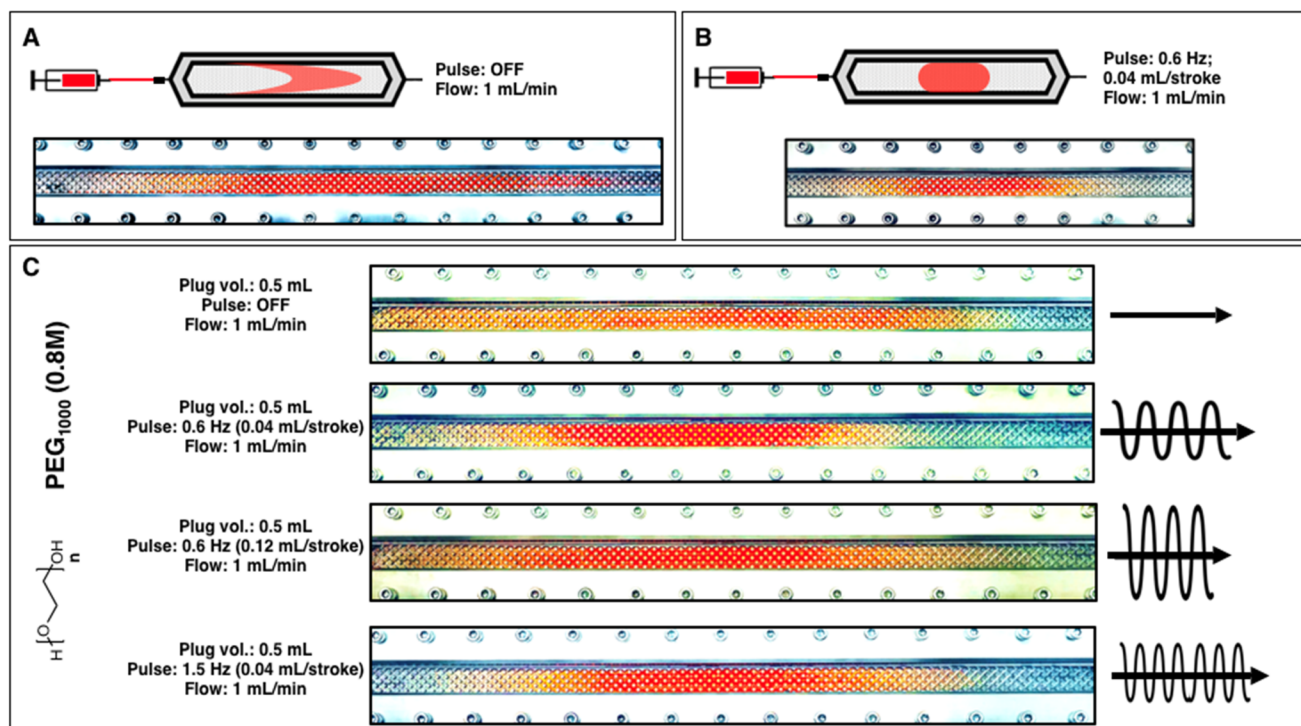 A
Pulse: OFF
Flow: 1 mL/min
B
Pulse: 0.6 Hz;
0.04 mL/stroke
Flow: 1 mL/min
C
PEG1000 (0.8M)
H
O
OH
n
Plug vol.: 0.5 mL
Pulse: OFF
Flow: 1 mL/min
Plug vol.: 0.5 mL
Pulse: 0.6 Hz (0.04 mL/stroke)
Flow: 1 mL/min
Plug vol.: 0.5 mL
Pulse: 0.6 Hz (0.12 mL/stroke)
Flow: 1 mL/min
Plug vol.: 0.5 mL
Pulse: 1.5 Hz (0.04 mL/stroke)
Flow: 1 mL/min